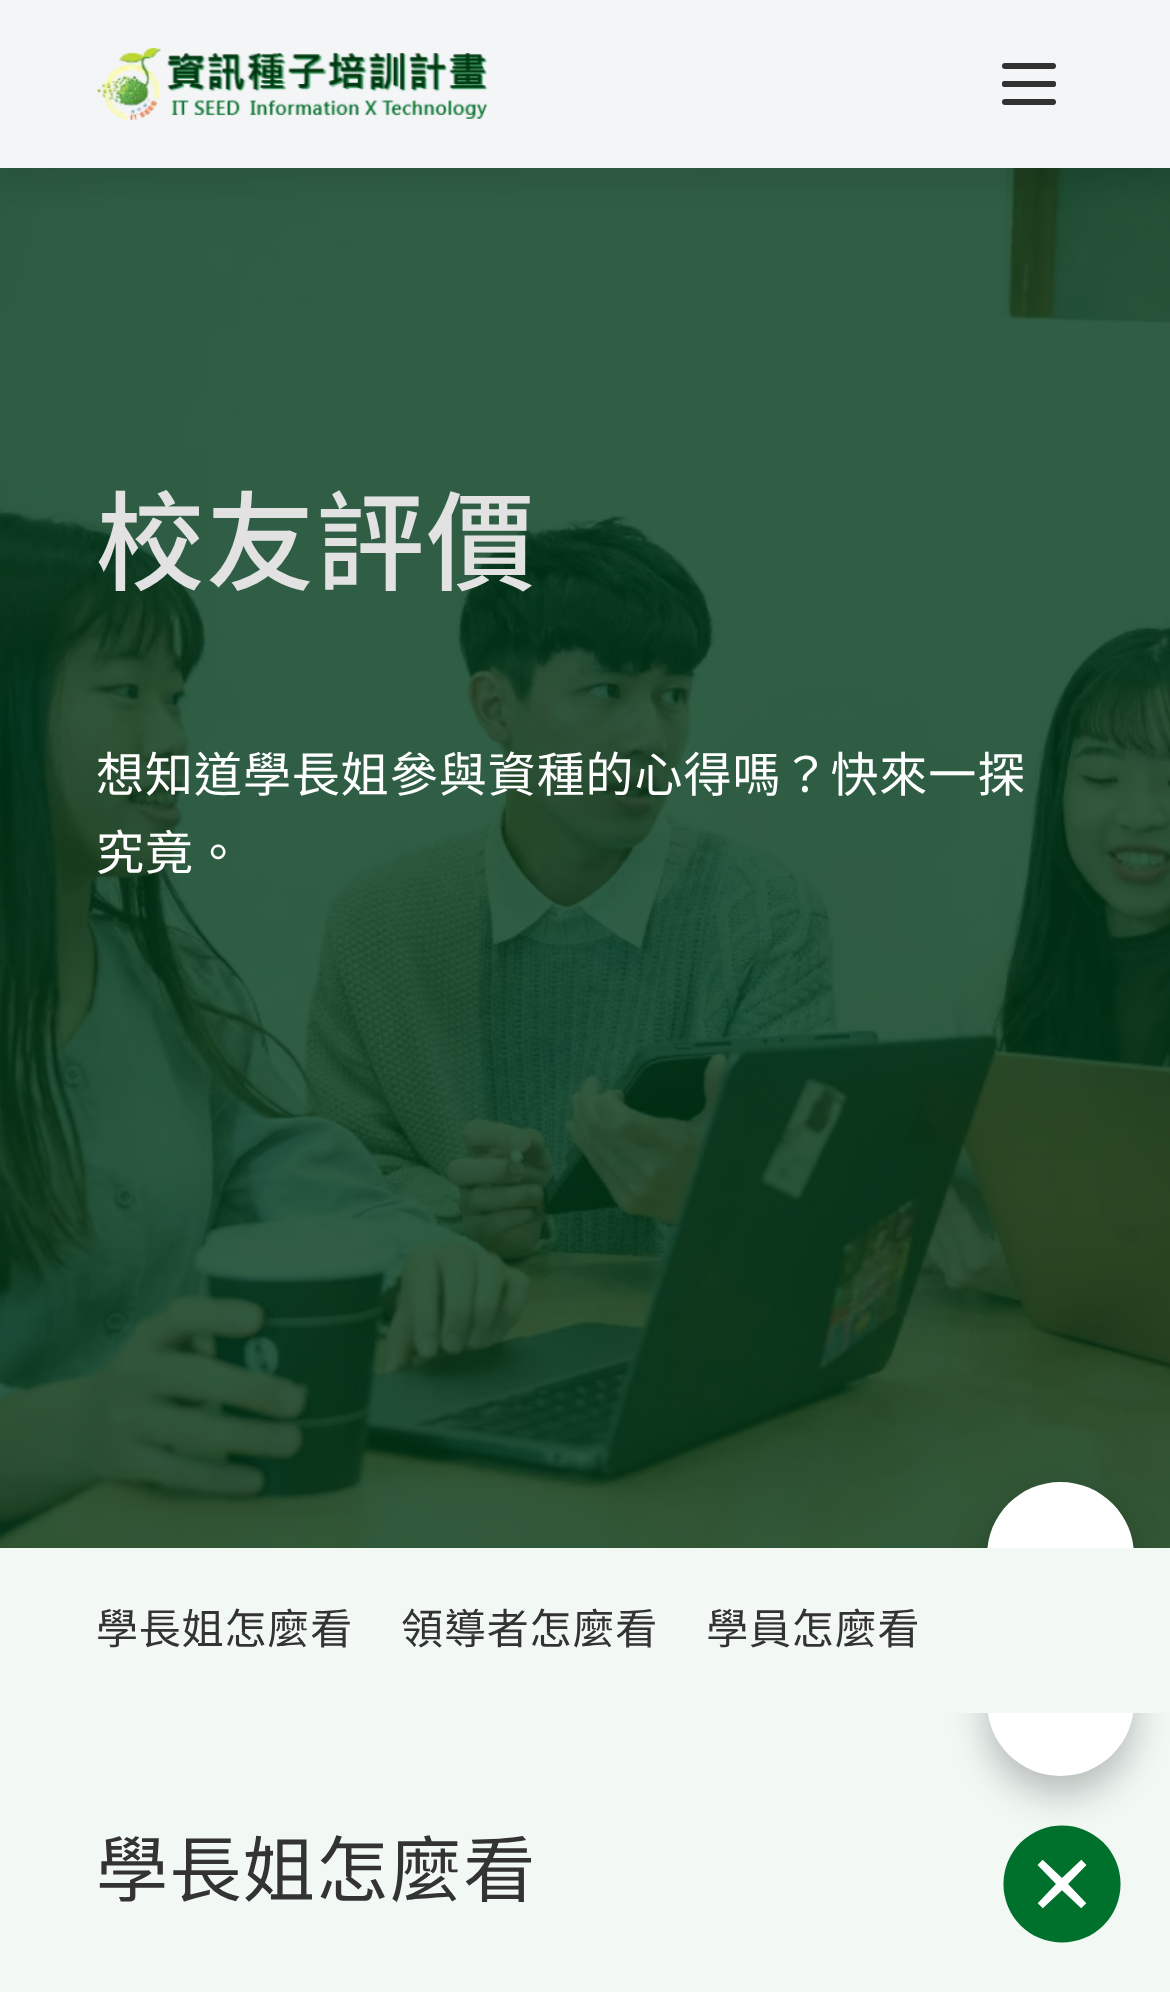 資訊種子培訓計畫
IT SEED Information X Technology
IT SEED
校友評價
想知道學長姐參與資種的心得嗎？快來一探
究竟。
學長姐怎麼看 領導者怎麼看 學員怎麼看
學長姐怎麼看